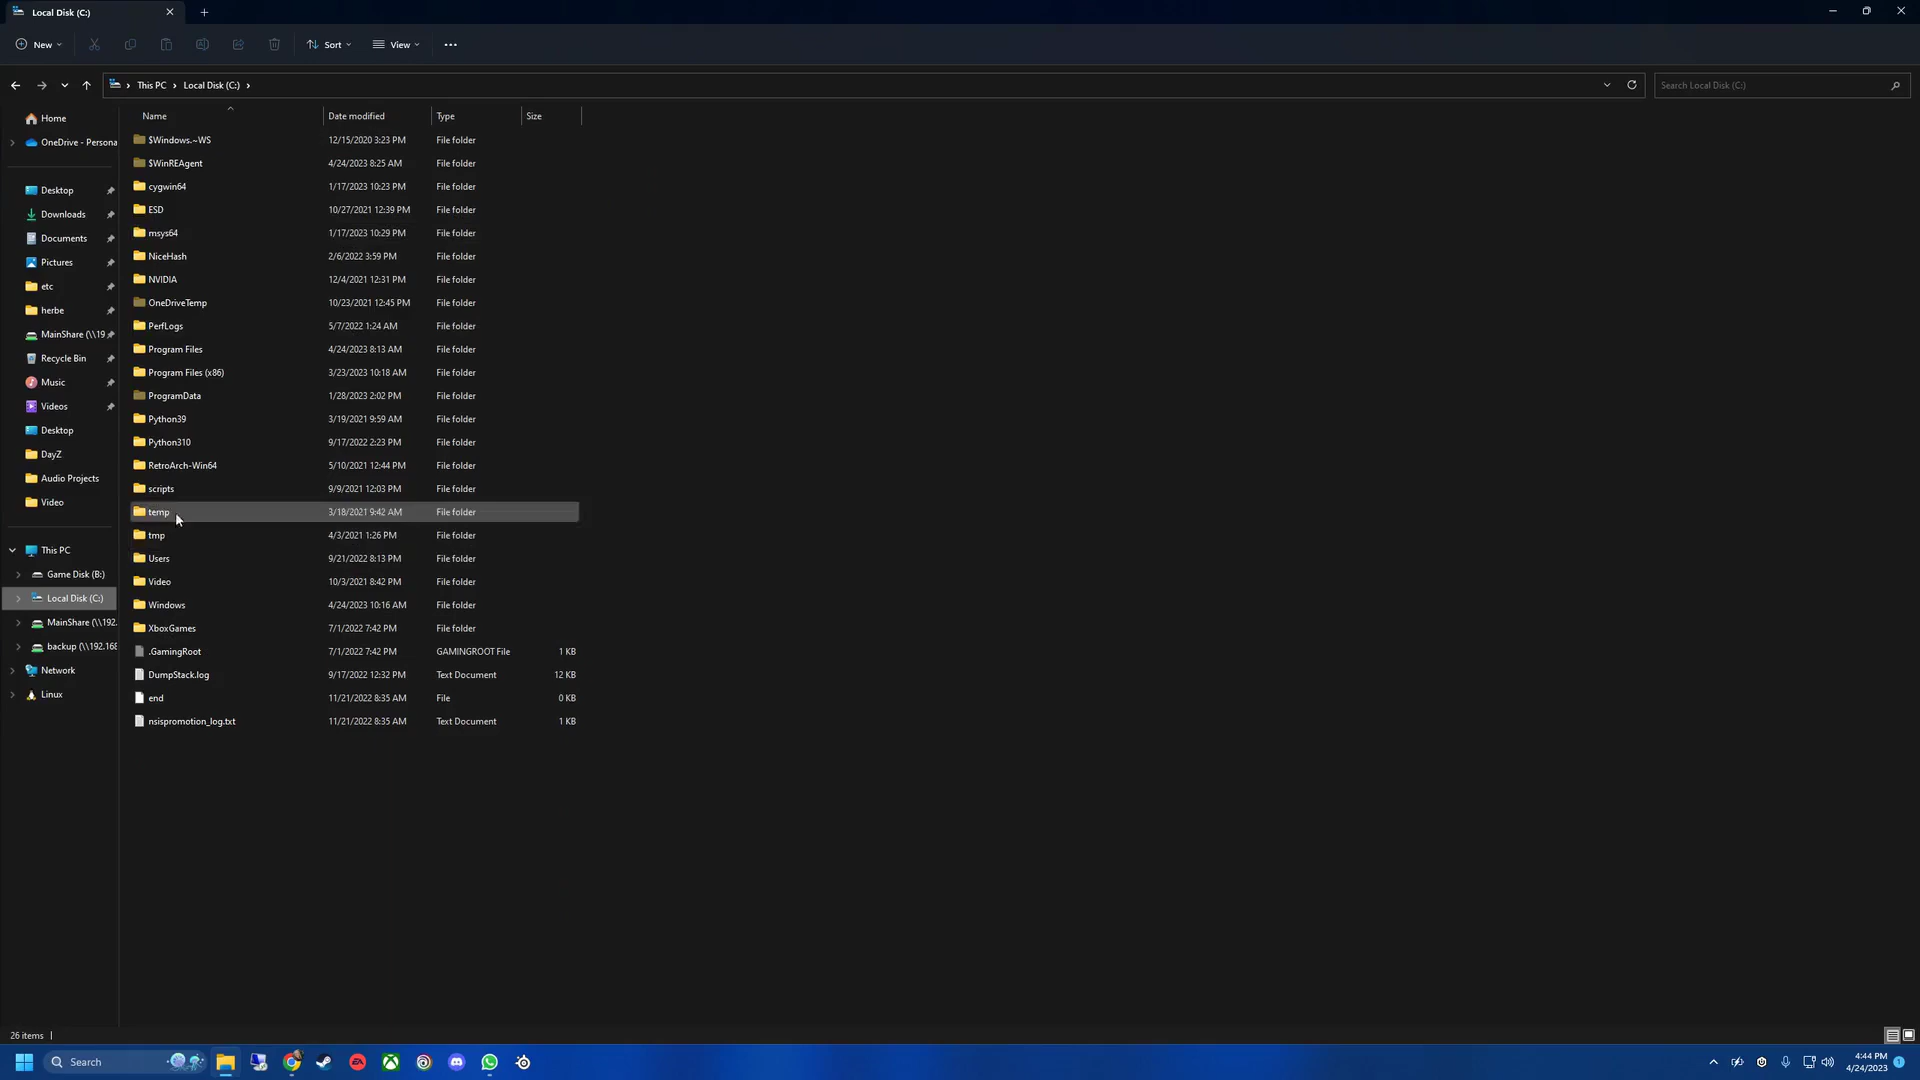 Local Disk (C:)
New
Sort
View
This PC
Local Disk (C:)
Search Local Disk (C:)
Home
OneDrive - Persona
Desktop
Downloads
Documents
Pictures
etc
herbe
MainShare (\\19
Recycle Bin
Music
Videos
Desktop
DayZ
Audio Projects
Video
This PC
Game Disk (B:)
Local Disk (C:)
MainShare (\\192.
backup (\\192.168
Network
Linux
Name Date modified Type Size
$Windows.~WS 12/15/2020 3:23 PM File folder
$WinREAgent 4/24/2023 8:25 AM File folder
cygwin64 1/17/2023 10:23 PM File folder
ESD 10/27/2021 12:39 PM File folder
msys64 1/17/2023 10:29 PM File folder
NiceHash 2/6/2022 3:59 PM File folder
NVIDIA 12/4/2021 12:31 PM File folder
OneDriveTemp 10/23/2021 12:45 PM File folder
PerfLogs 5/7/2022 1:24 AM File folder
Program Files 4/24/2023 8:13 AM File folder
Program Files (x86) 3/23/2023 10:18 AM File folder
ProgramData 1/28/2023 2:02 PM File folder
Python39 3/19/2021 9:59 AM File folder
Python310 9/17/2022 2:23 PM File folder
RetroArch-Win64 5/10/2021 12:44 PM File folder
scripts 9/9/2021 12:03 PM File folder
temp 3/18/2021 9:42 AM File folder
tmp 4/3/2021 1:26 PM File folder
Users 9/21/2022 8:13 PM File folder
Video 10/3/2021 8:42 PM File folder
Windows 4/24/2023 10:16 AM File folder
XboxGames 7/1/2022 7:42 PM File folder
.GamingRoot 7/1/2022 7:42 PM GAMINGROOT File 1 KB
DumpStack.log 9/17/2022 12:32 PM Text Document 12 KB
end 11/21/2022 8:35 AM File 0 KB
nsispromotion_log.txt 11/21/2022 8:35 AM Text Document 1 KB
26 items
Search
4:44 PM
4/24/2023
1